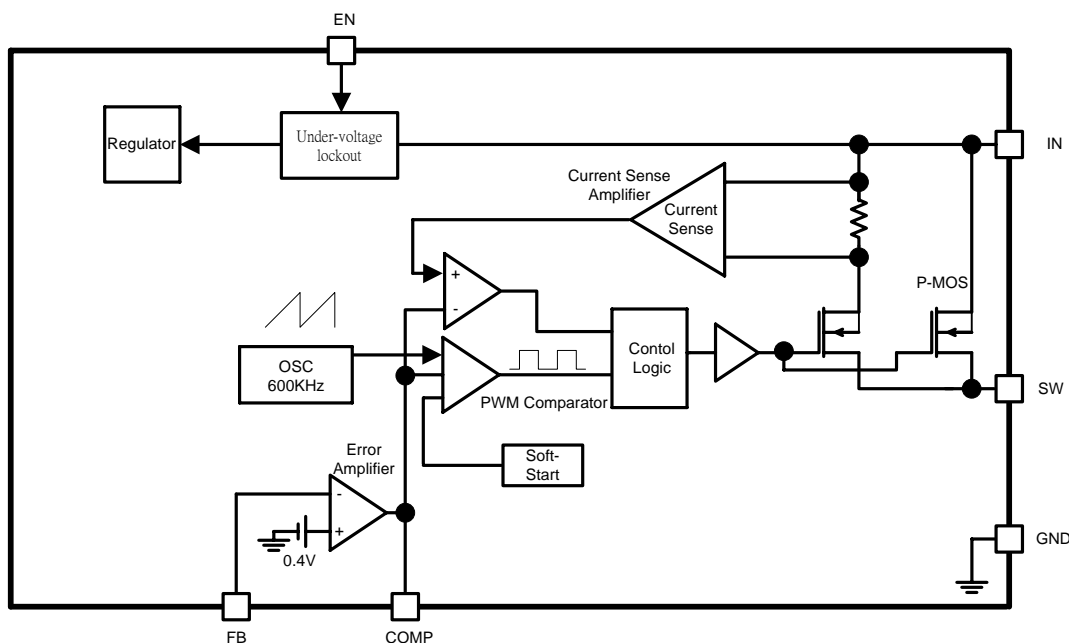 EN
Regulator
Under-voltage
lockout
IN
Current Sense
Amplifier
Current
Sense
P-MOS
+
-
OSC
600KHz
Contol
Logic
PWM Comparator
SW
Soft-
Start
Error
Amplifier
-
+
0.4V
GND
FB
COMP